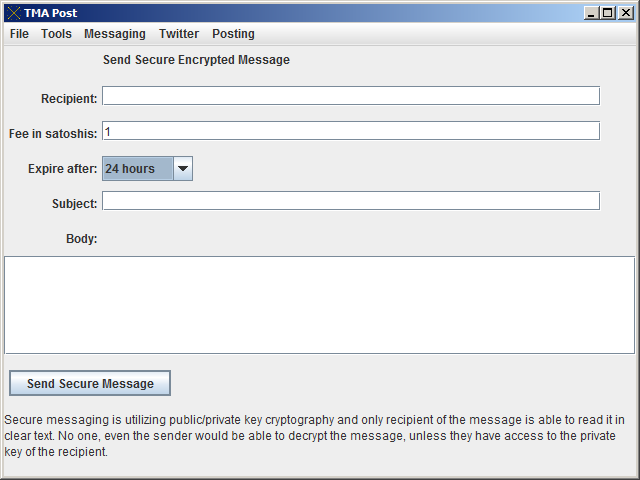 TMA Post
File Tools Messaging Twitter Posting
Send Secure Encrypted Message
Recipient:
Fee in satoshis: 1
Expire after: 24 hours
Subject:
Body:
Send Secure Message
Secure messaging is utilizing public/private key cryptography and only recipient of the message is able to read it in
clear text. No one, even the sender would be able to decrypt the message, unless they have access to the private
key of the recipient.